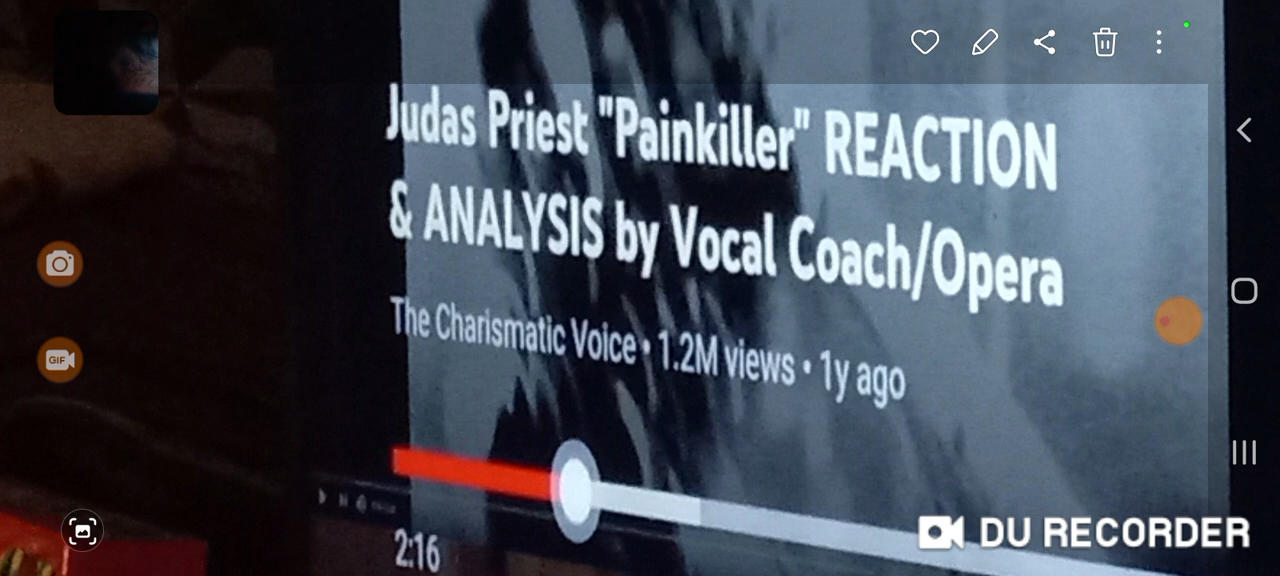 Judas Priest "Painkiller" REACTION
& ANALYSIS by Vocal Coach/Opera
The Charismatic Voice • 1.2M views • 1y ago
GIF
2:16
DU RECORDER